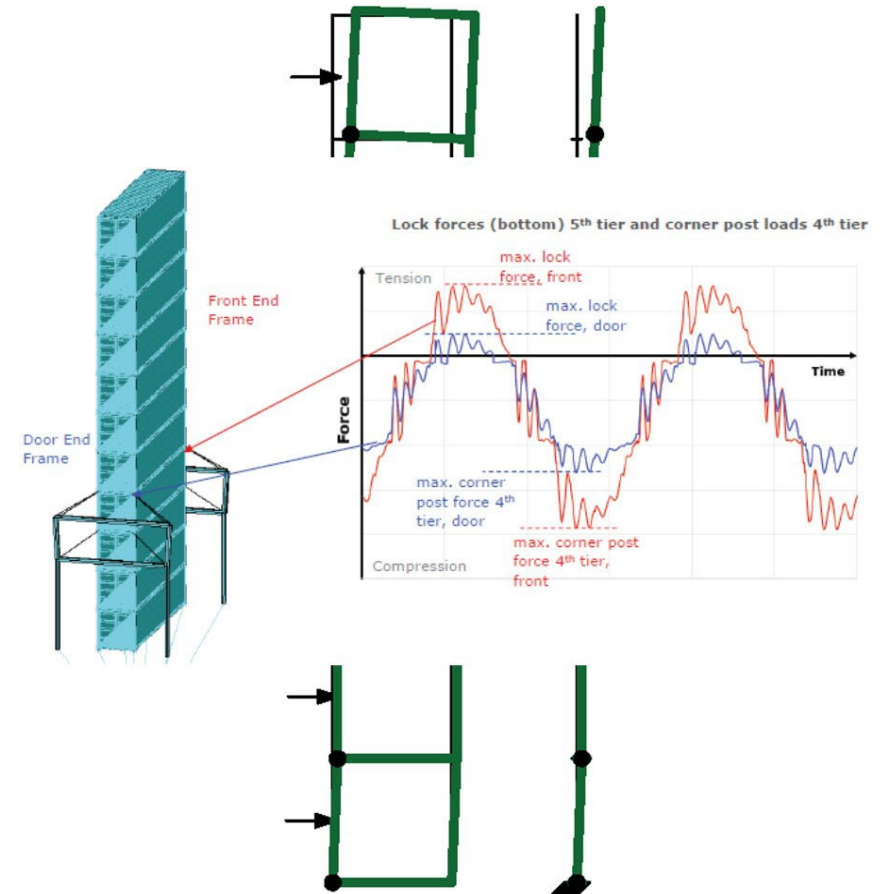 Lock forces (bottom) 5th tier and corner post loads 4th tier
max. lock
force, front
Tension
max. lock
force, door
Front End
Frame
Time
Force
Door End
Frame
max. corner
post force 4th
tier, door
max. corner post
force 4th tier,
front
Compression